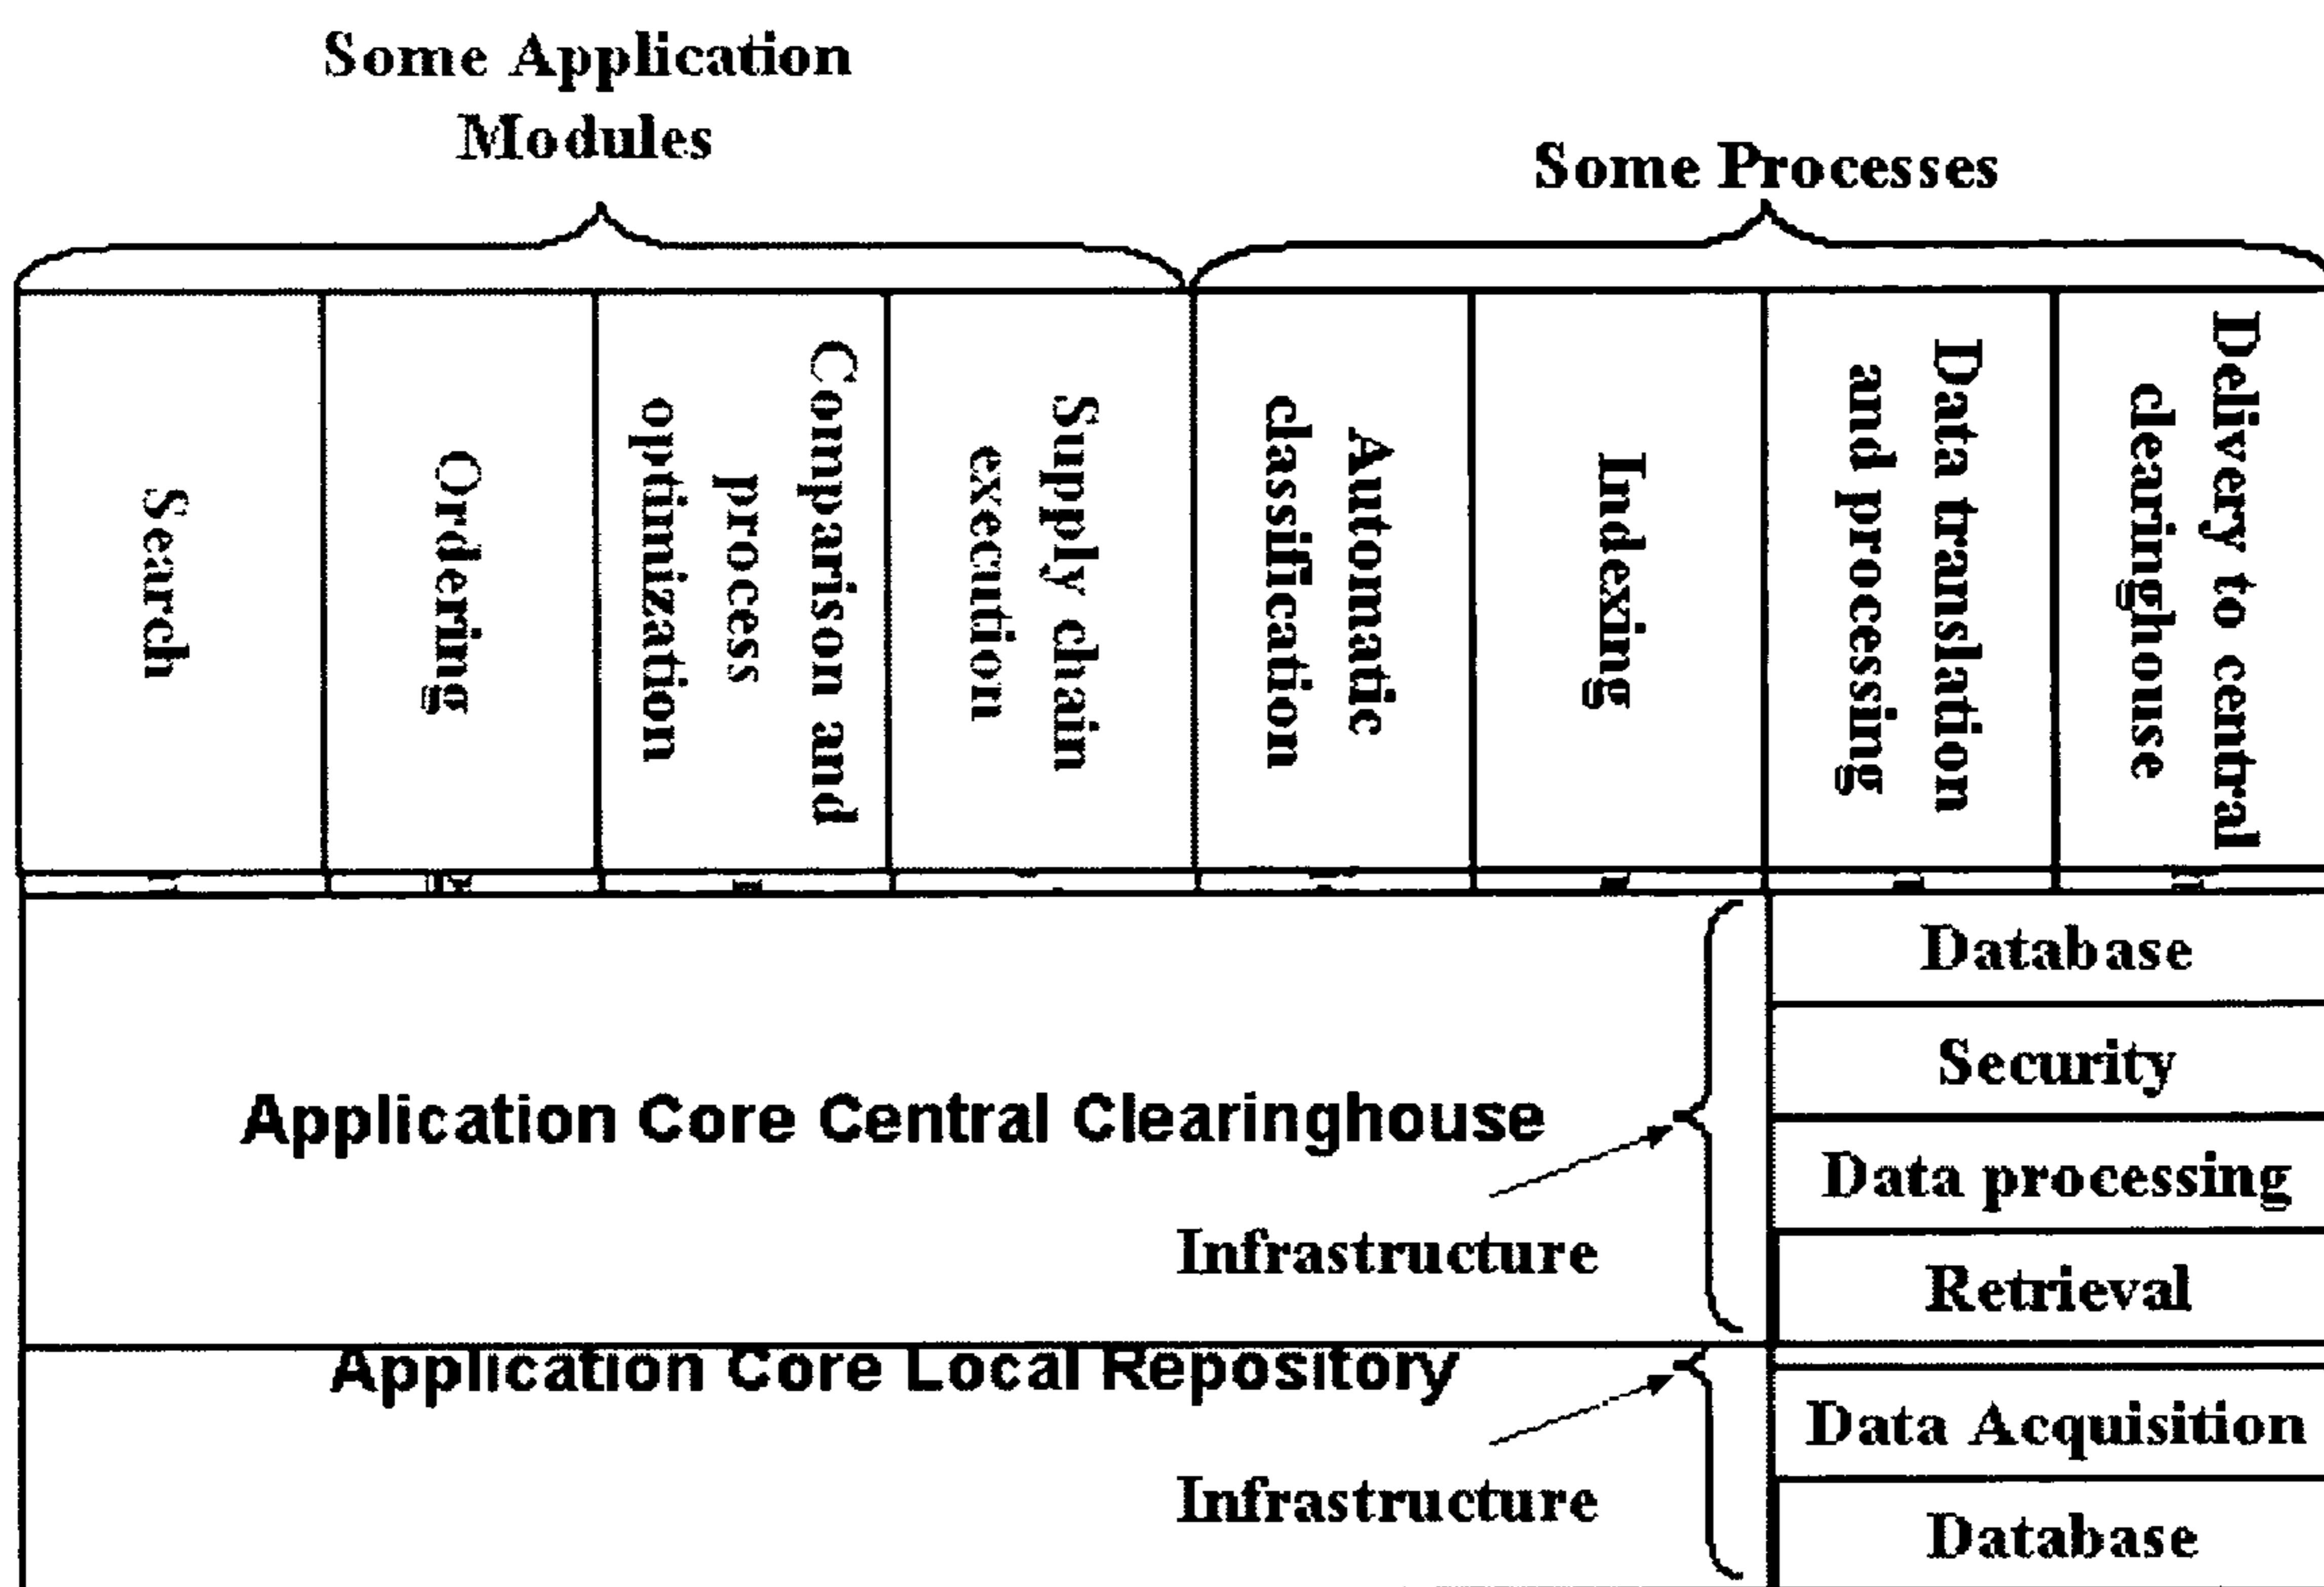 Some Application
Modules
Some Processes
Search
Ordering
Comparison and
process
optimization
Supply chain
execution
Automatic
classification
Indexing
Data translation
and processing
Delivery to central
clearinghouse
Application Core Central Clearinghouse
Infrastructure
Database
Security
Data processing
Retrieval
Application Core Local Repository
Infrastructure
Data Acquisition
Database